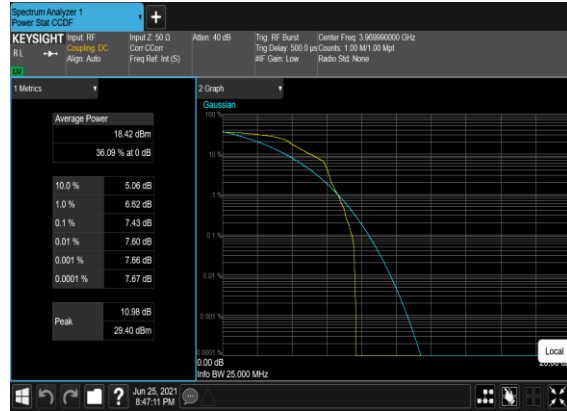 Spectrum Analyzer 1
Power Stat CCDF
KEYSIGHT
RL
Input: RF
Coupling: DC
Align: Auto
Input Z: 50 Ω
Corr CCorr
Freq Ref: Int (S)
Atten: 40 dB
Trig: RF Burst
Trig Delay: 500.0 µs
#IF Gain: Low
Center Freq: 3.969990000 GHz
Counts: 1.00 M/1.00 Mpt
Radio Std: None
1 Metrics
Average Power
18.42 dBm
36.09 % at 0 dB
10.0 % 5.06 dB
1.0 % 6.62 dB
0.1 % 7.43 dB
0.01 % 7.60 dB
0.001 % 7.66 dB
0.0001 % 7.67 dB
Peak
10.98 dB
29.40 dBm
2 Graph
Gaussian
100 %
10 %
1 %
0.1 %
0.01 %
0.001 %
0.0001 %
0.00 dB
Info BW 25.000 MHz
Local
?
Jun 25, 2021
8:47:11 PM